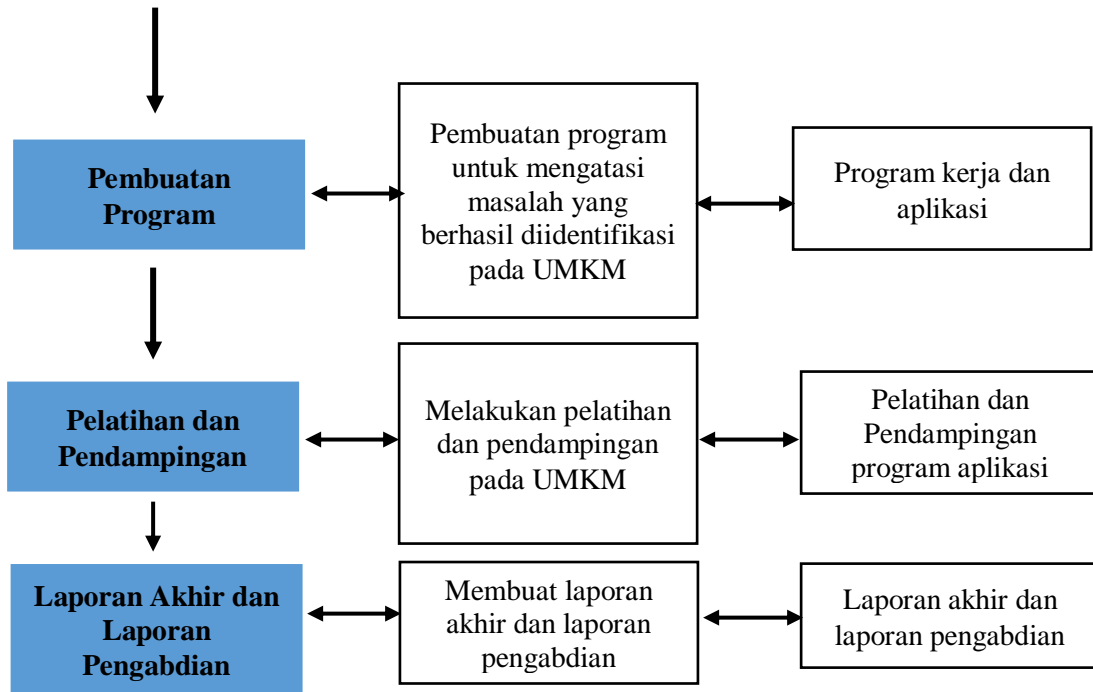 Pembuatan
Program
Pembuatan program
untuk mengatasi
masalah yang
berhasil diidentifikasi
pada UMKM
Program kerja dan
aplikasi
Pelatihan dan
Pendampingan
Melakukan pelatihan
dan pendampingan
pada UMKM
Pelatihan dan
Pendampingan
program aplikasi
Laporan Akhir dan
Laporan
Pengabdian
Membuat laporan
akhir dan laporan
pengabdian
Laporan akhir dan
laporan pengabdian